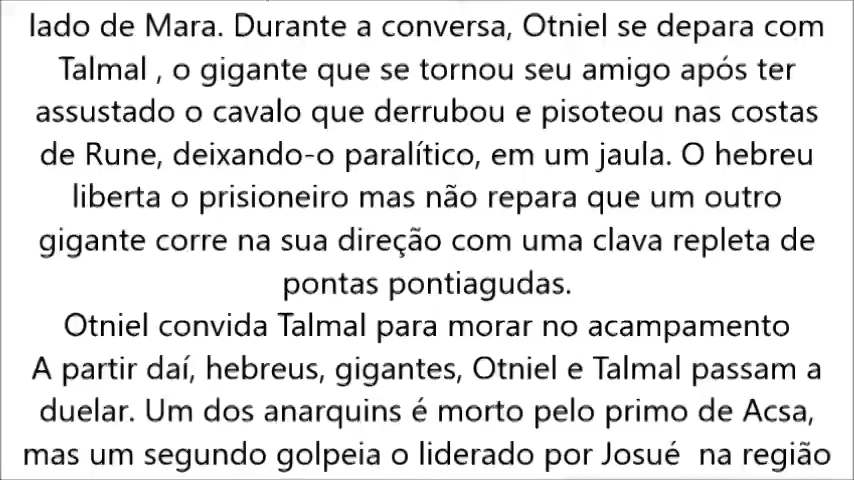 lado de Mara. Durante a conversa, Otniel se depara com
Talmal , o gigante que se tornou seu amigo após ter
assustado o cavalo que derrubou e pisoteou nas costas
de Rune, deixando-o paralítico, em um jaula. O hebreu
liberta o prisioneiro mas não repara que um outro
gigante corre na sua direção com uma clava repleta de
pontas pontiagudas.
Otniel convida Talmal para morar no acampamento
A partir daí, hebreus, gigantes, Otniel e Talmal passam a
duelar. Um dos anarquins é morto pelo primo de Acsa,
mas um segundo golpeia o liderado por Josué  na região